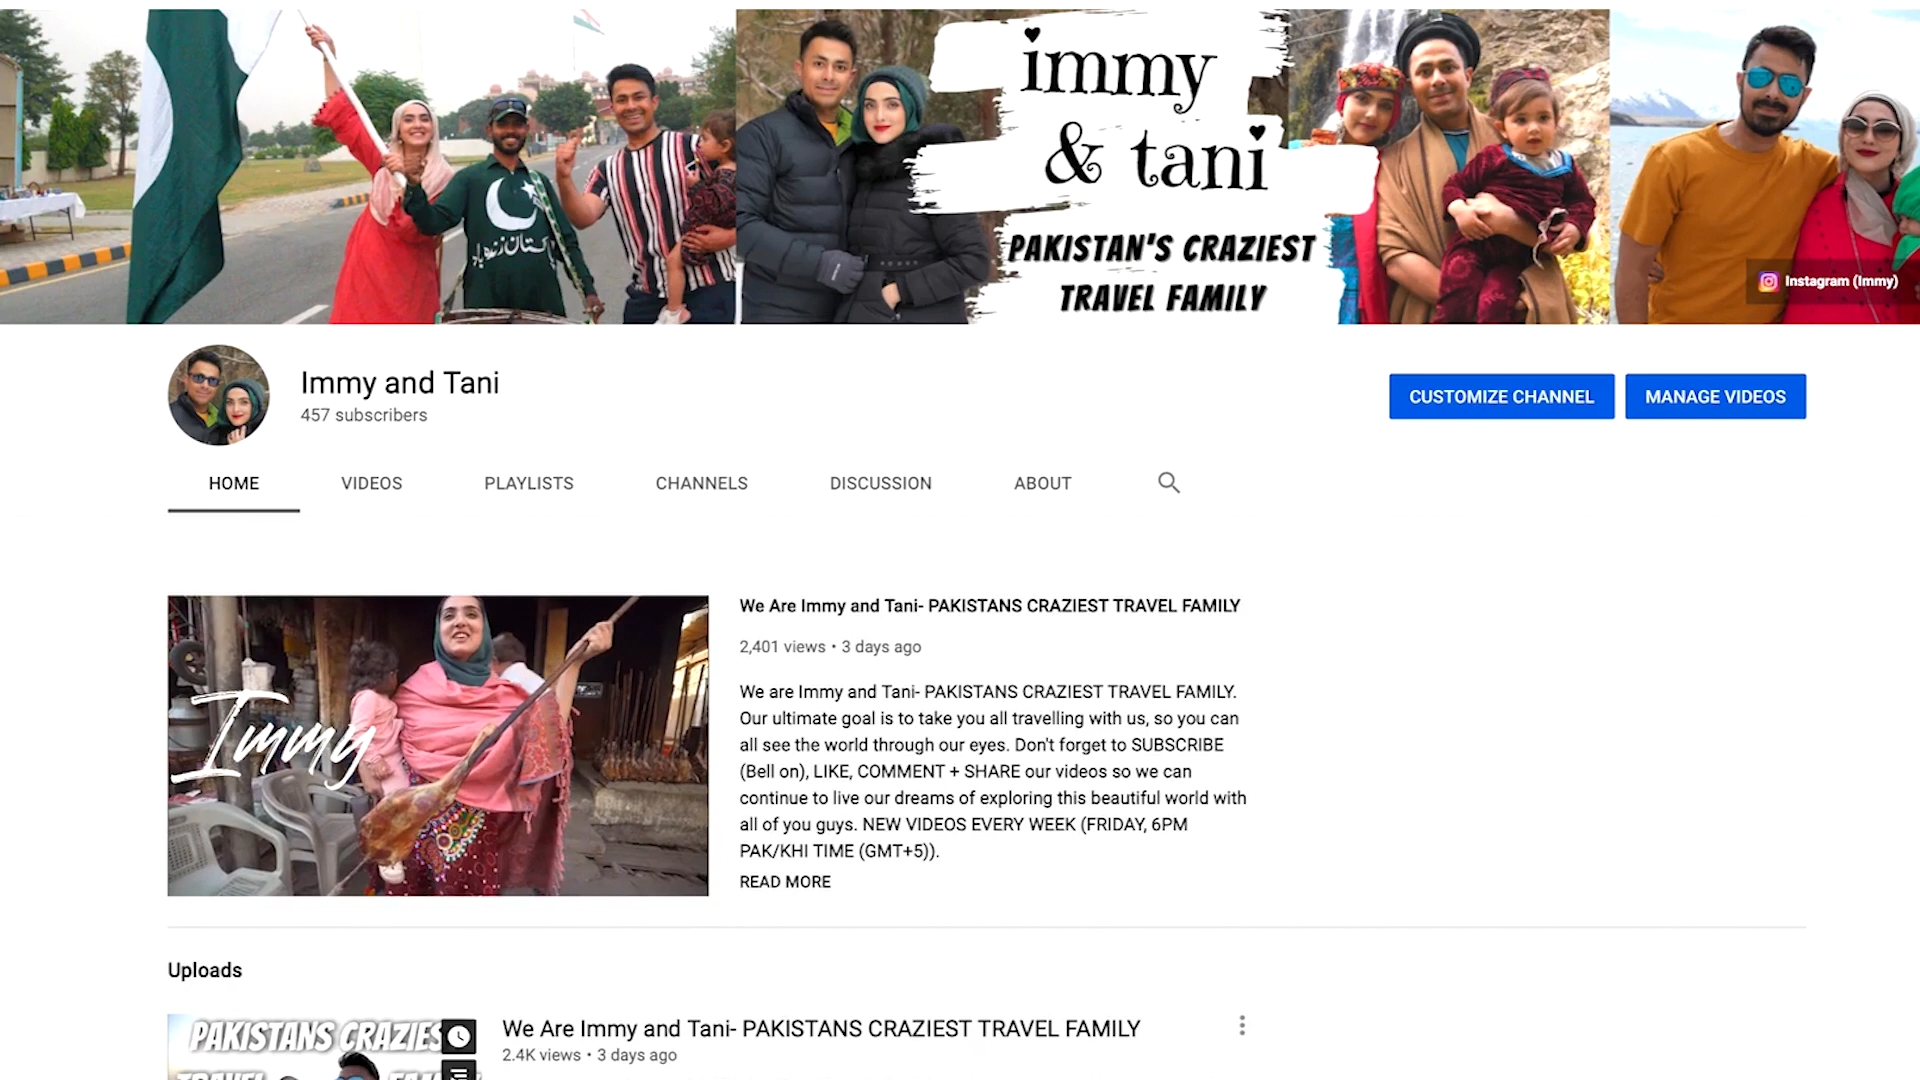 immy
& tani
PAKISTAN'S CRAZIEST
TRAVEL FAMILY
پاکستان زندہ باد
Instagram (Immy)
Immy and Tani
457 subscribers
CUSTOMIZE CHANNEL
MANAGE VIDEOS
HOME
VIDEOS
PLAYLISTS
CHANNELS
DISCUSSION
ABOUT
Immy
We Are Immy and Tani- PAKISTANS CRAZIEST TRAVEL FAMILY
2,401 views • 3 days ago
We are Immy and Tani- PAKISTANS CRAZIEST TRAVEL FAMILY.
Our ultimate goal is to take you all travelling with us, so you can
all see the world through our eyes. Don't forget to SUBSCRIBE
(Bell on), LIKE, COMMENT + SHARE our videos so we can
continue to live our dreams of exploring this beautiful world with
all of you guys. NEW VIDEOS EVERY WEEK (FRIDAY, 6PM
PAK/KHI TIME (GMT+5)).
READ MORE
Uploads
PAKISTANS CRAZIES
We Are Immy and Tani- PAKISTANS CRAZIEST TRAVEL FAMILY
2.4K views • 3 days ago